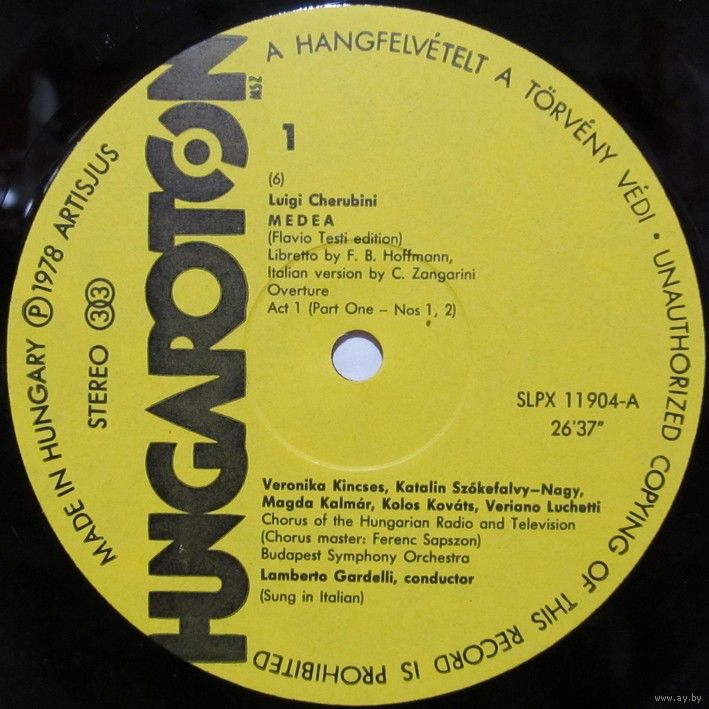 HUNGAROTON
MSZ
A HANGFELVÉTELT A TÖRVÉNY VÉDI • UNAUTHORIZED COPYING OF THIS RECORD IS PROHIBITED
MADE IN HUNGARY Ⓟ 1978 ARTISJUS
STEREO 33
1
(6)
Luigi Cherubini
MEDEA
(Flavio Testi edition)
Libretto by F. B. Hoffmann,
Italian version by C. Zangarini
Overture
Act 1 (Part One – Nos 1, 2)
SLPX 11904-A
26'37"
Veronika Kincses, Katalin Szőkefalvy–Nagy,
Magda Kalmár, Kolos Kováts, Veriano Luchetti
Chorus of the Hungarian Radio and Television
(Chorus master: Ferenc Sapszon)
Budapest Symphony Orchestra
Lamberto Gardelli, conductor
(Sung in Italian)
www.ay.by